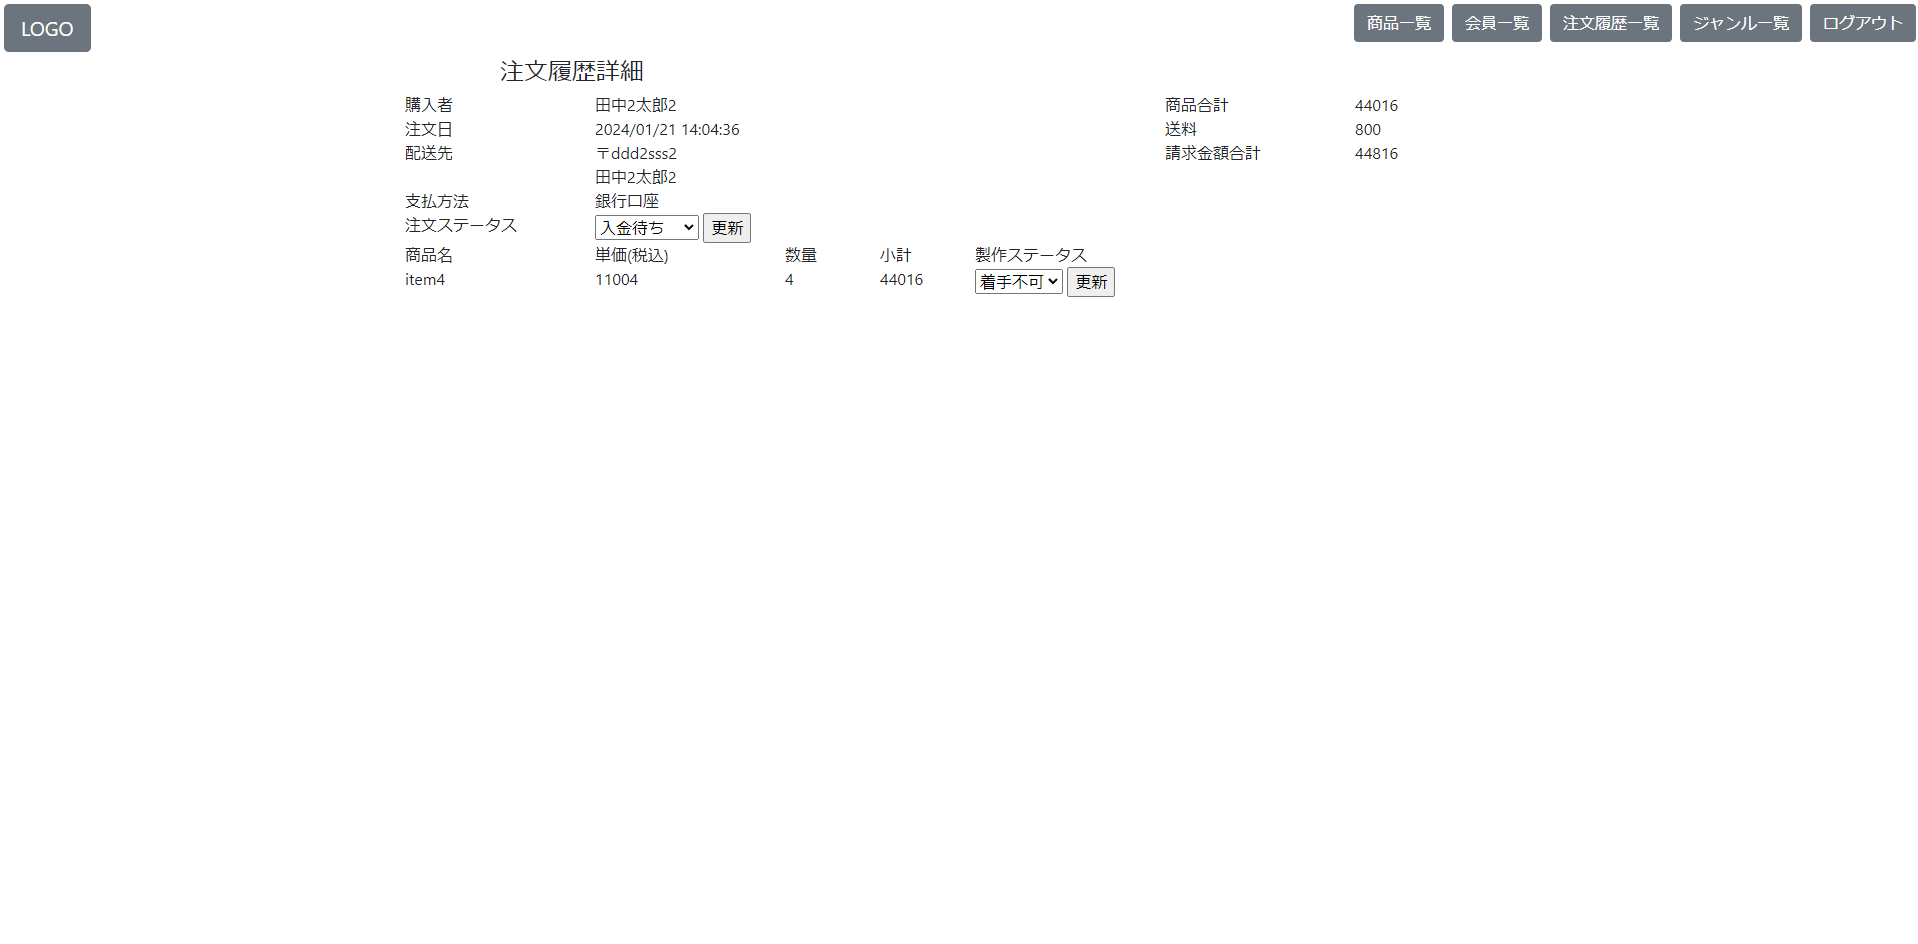 LOGO
商品一覧 会員一覧 注文履歴一覧 ジャンル一覧 ログアウト
注文履歴詳細
購入者 田中2太郎2 商品合計 44016
注文日 2024/01/21 14:04:36 送料 800
配送先 〒ddd2sss2 請求金額合計 44816
田中2太郎2
支払方法 銀行口座
注文ステータス 入金待ち 更新
商品名 単価(税込) 数量 小計 製作ステータス
item4 11004 4 44016 着手不可 更新